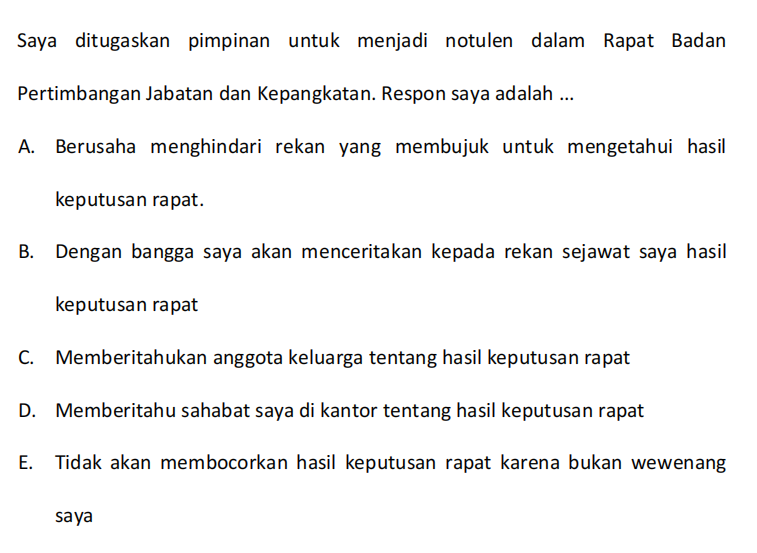 Saya ditugaskan pimpinan untuk menjadi notulen dalam Rapat Badan
Pertimbangan Jabatan dan Kepangkatan. Respon saya adalah ...
A. Berusaha menghindari rekan yang membujuk untuk mengetahui hasil
keputusan rapat.
B. Dengan bangga saya akan menceritakan kepada rekan sejawat saya hasil
keputusan rapat
C. Memberitahukan anggota keluarga tentang hasil keputusan rapat
D. Memberitahu sahabat saya di kantor tentang hasil keputusan rapat
E. Tidak akan membocorkan hasil keputusan rapat karena bukan wewenang
saya